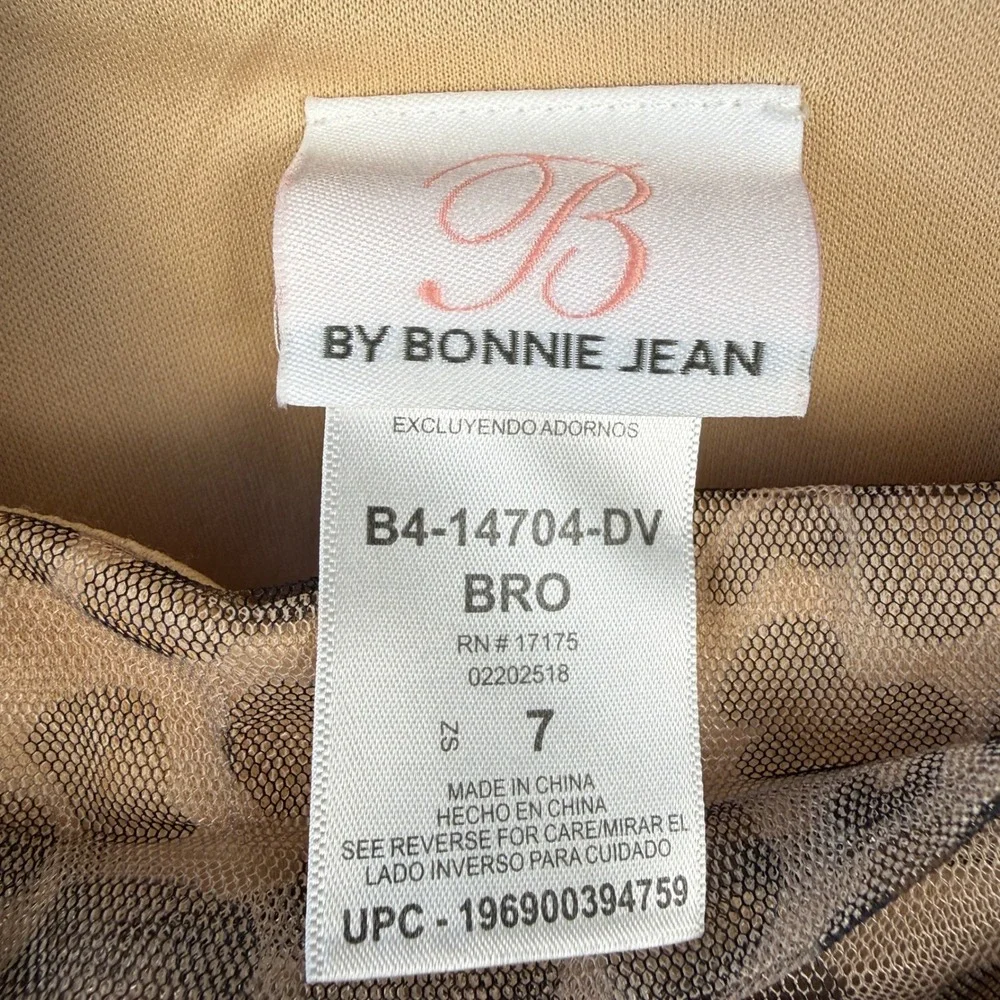 B
BY BONNIE JEAN
EXCLUYENDO ADORNOS
B4-14704-DV
BRO
RN # 17175
02202518
ZS 7
MADE IN CHINA
HECHO EN CHINA
SEE REVERSE FOR CARE/MIRAR EL
LADO INVERSO PARA CUIDADO
UPC - 196900394759